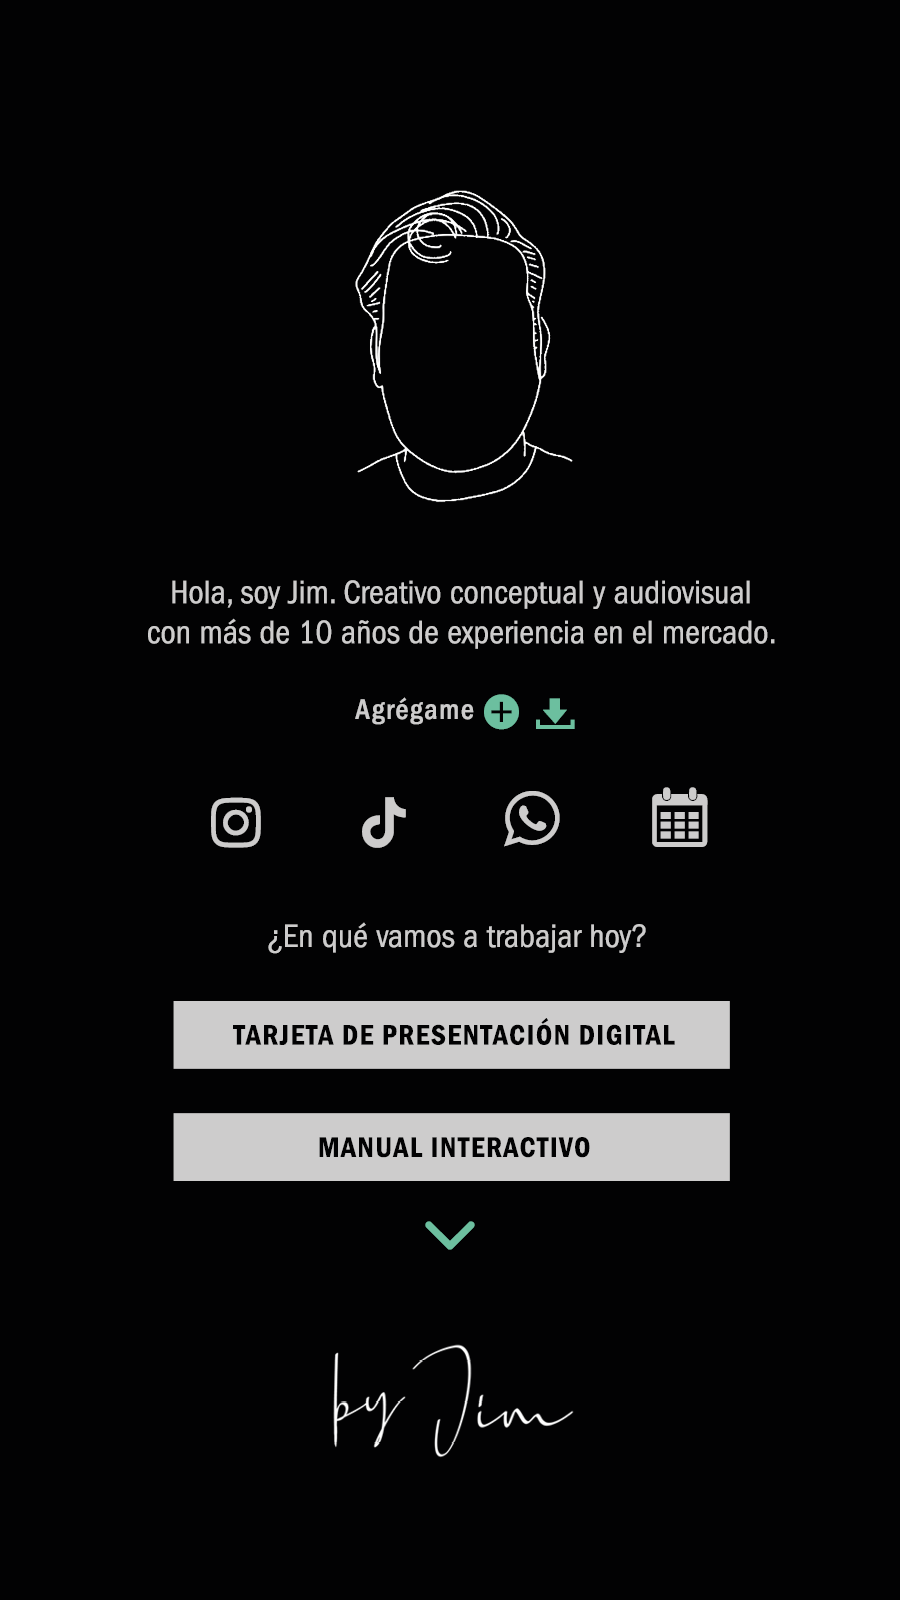 Hola, soy Jim. Creativo conceptual y audiovisual
con más de 10 años de experiencia en el mercado.
Agrégame
¿En qué vamos a trabajar hoy?
TARJETA DE PRESENTACIÓN DIGITAL
MANUAL INTERACTIVO
by Jim